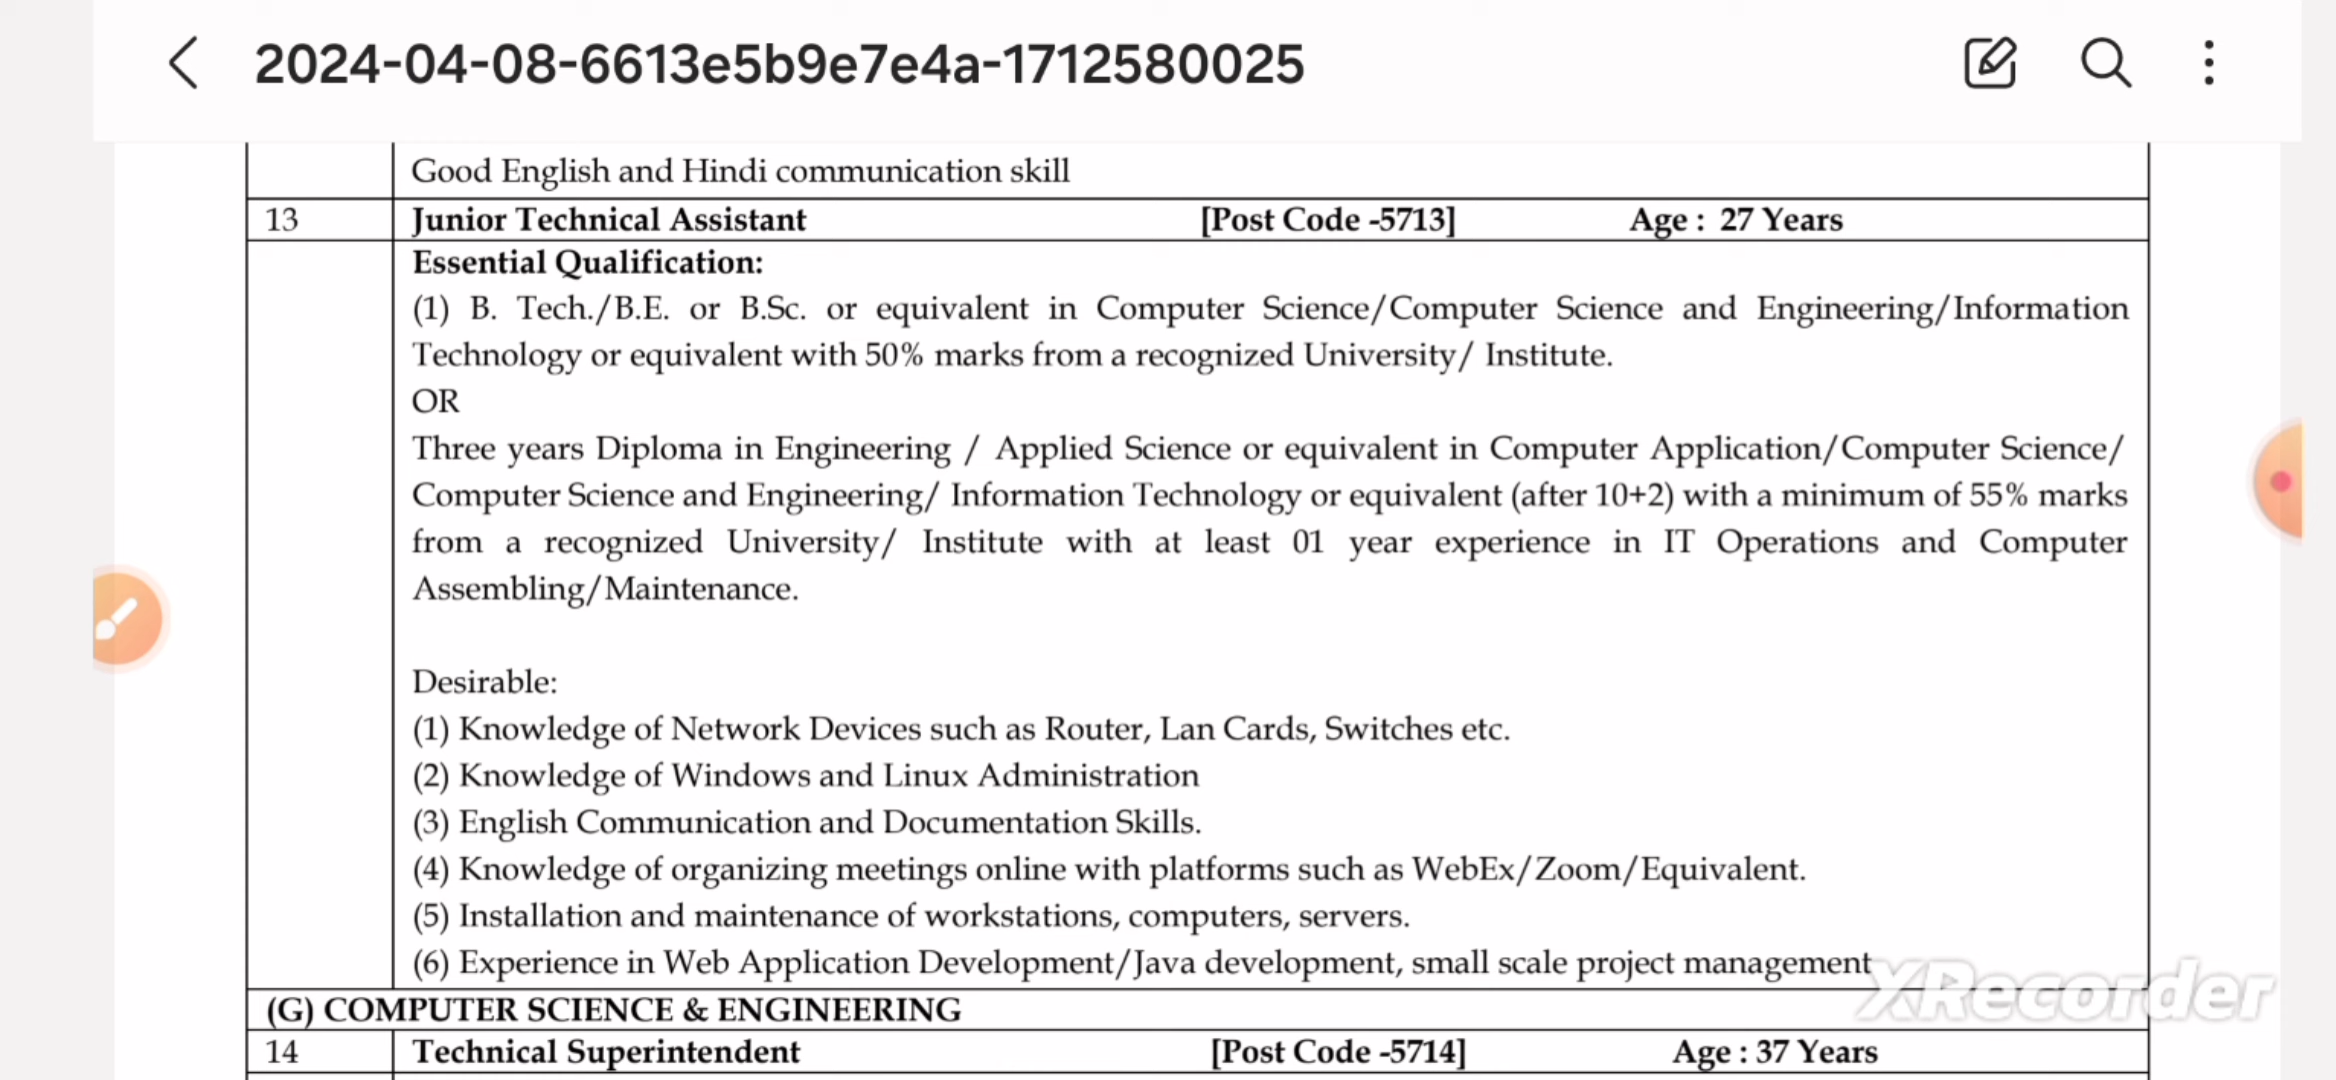 2024-04-08-6613e5b9e7e4a-1712580025
Good English and Hindi communication skill
13 Junior Technical Assistant [Post Code -5713] Age : 27 Years
Essential Qualification:
(1) B. Tech./B.E. or B.Sc. or equivalent in Computer Science/Computer Science and Engineering/Information
Technology or equivalent with 50% marks from a recognized University/ Institute.
OR
Three years Diploma in Engineering / Applied Science or equivalent in Computer Application/Computer Science/
Computer Science and Engineering/ Information Technology or equivalent (after 10+2) with a minimum of 55% marks
from a recognized University/ Institute with at least 01 year experience in IT Operations and Computer
Assembling/Maintenance.
Desirable:
(1) Knowledge of Network Devices such as Router, Lan Cards, Switches etc.
(2) Knowledge of Windows and Linux Administration
(3) English Communication and Documentation Skills.
(4) Knowledge of organizing meetings online with platforms such as WebEx/Zoom/Equivalent.
(5) Installation and maintenance of workstations, computers, servers.
(6) Experience in Web Application Development/Java development, small scale project management
XRecorder
(G) COMPUTER SCIENCE & ENGINEERING
14 Technical Superintendent [Post Code -5714] Age : 37 Years